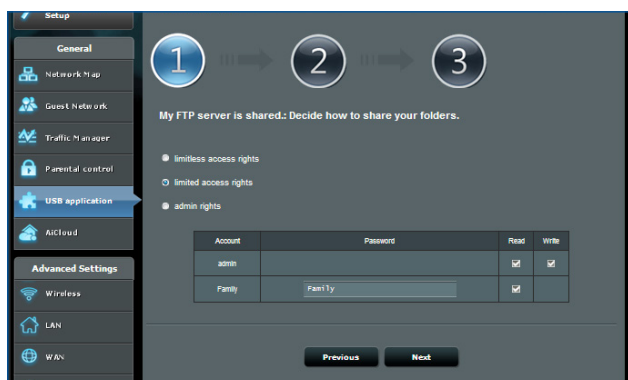 Setup
General
Network Map
Guest Network
Traffic Manager
Parental control
USB application
AiCloud
Advanced Settings
Wireless
LAN
WAN
1 2 3
My FTP server is shared.: Decide how to share your folders.
limitless access rights
limited access rights
admin rights
Account Password Read Write
admin
Family Family
Previous Next